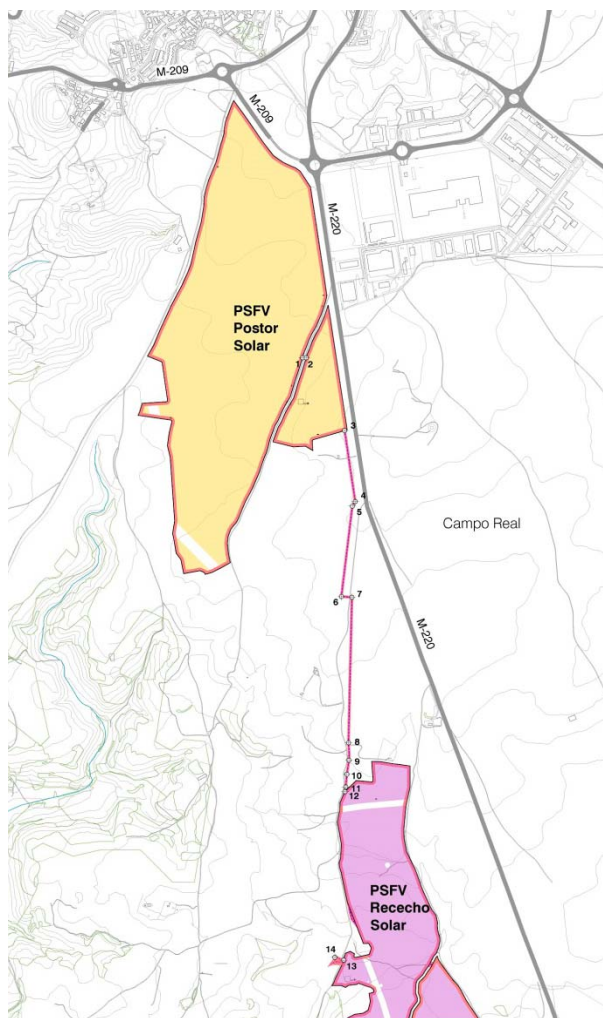 M-209
M-209
M-220
PSFV
Postor
Solar
1
2
3
4
5
Campo Real
6
7
M-220
8
9
10
11
12
PSFV
Rececho
Solar
14
13